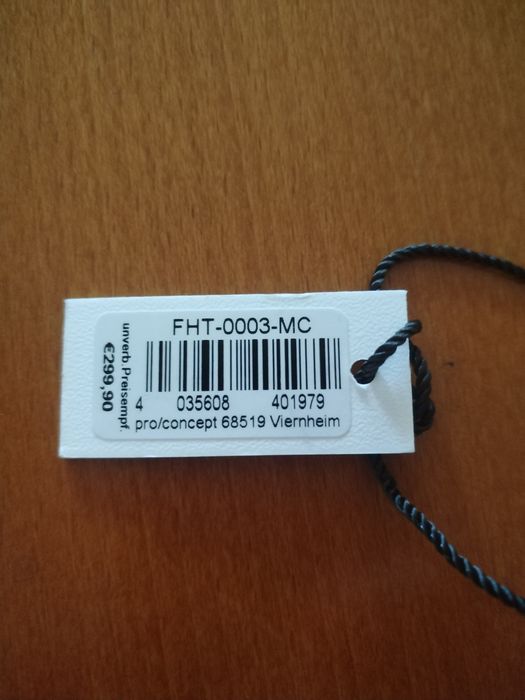 FHT-0003-MC
4 035608 401979
pro/concept 68519 Viernheim
unverb. Preisempf.
€299,90